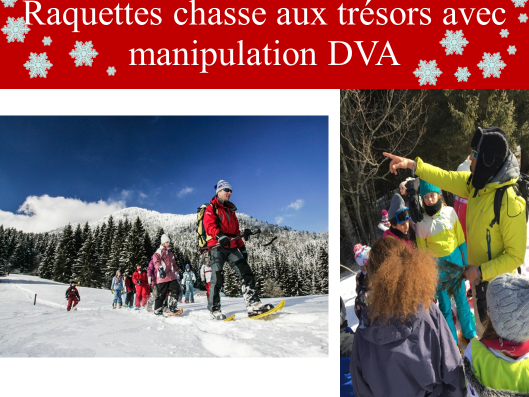 Raquettes chasse aux trésors avec
manipulation DVA